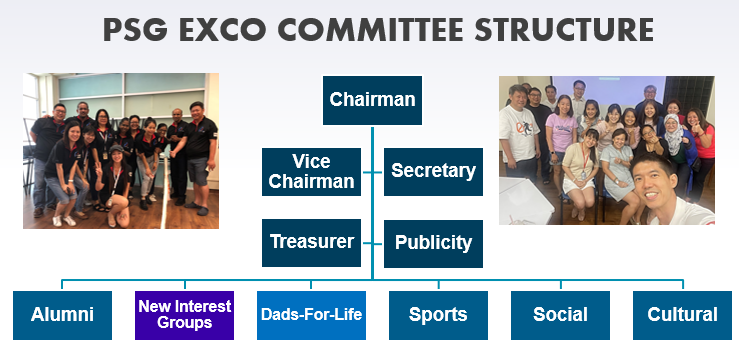 PSG EXCO COMMITTEE STRUCTURE
Chairman
Vice
Chairman
Secretary
Treasurer
Publicity
Alumni
New Interest
Groups
Dads-For-Life
Sports
Social
Cultural